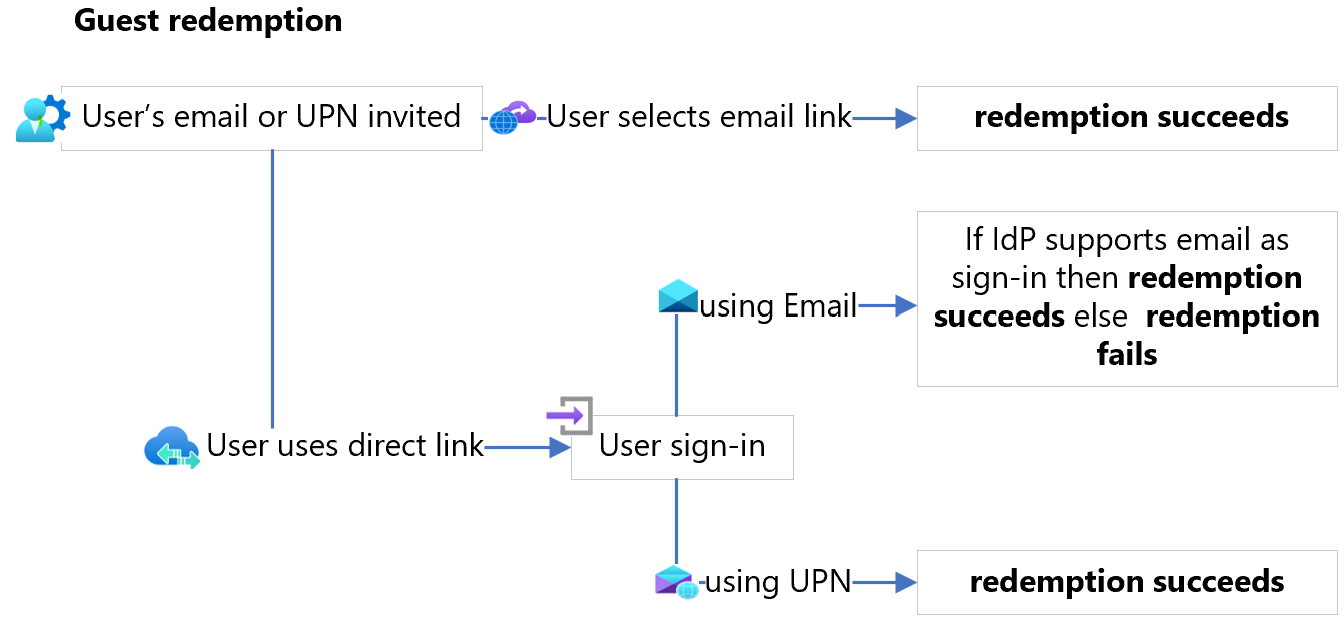 Guest redemption
User's email or UPN invited
User selects email link
redemption succeeds
If IdP supports email as
sign-in then redemption
succeeds else redemption
fails
using Email
User uses direct link
User sign-in
using UPN
redemption succeeds